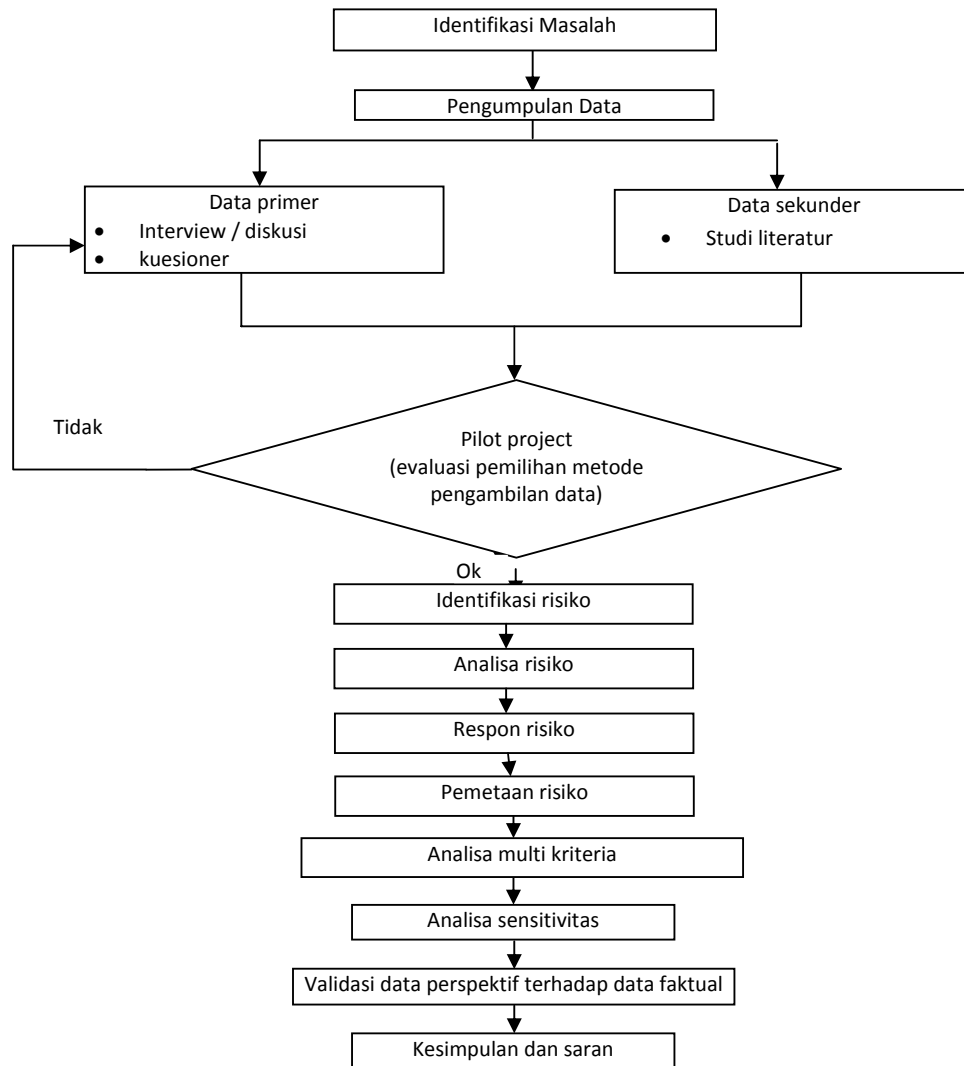 Identifikasi Masalah
Pengumpulan Data
Data primer
• Interview / diskusi
• kuesioner
Data sekunder
• Studi literatur
Tidak
Pilot project
(evaluasi pemilihan metode
pengambilan data)
Ok
Identifikasi risiko
Analisa risiko
Respon risiko
Pemetaan risiko
Analisa multi kriteria
Analisa sensitivitas
Validasi data perspektif terhadap data faktual
Kesimpulan dan saran